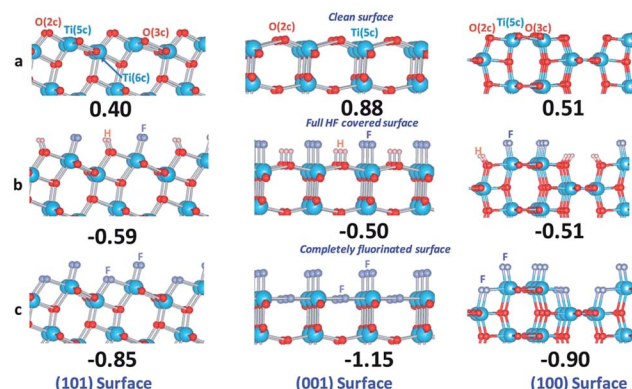 Clean surface
O(2c) Ti(5c) O(3c)
Ti(6c)
O(2c) Ti(5c)
O(2c) Ti(5c) O(3c)
a
0.40 0.88 0.51
Full HF covered surface
H F
H F
H F
b
-0.59 -0.50 -0.51
Completely fluorinated surface
F F
F F
F F
c
-0.85 -1.15 -0.90
(101) Surface (001) Surface (100) Surface